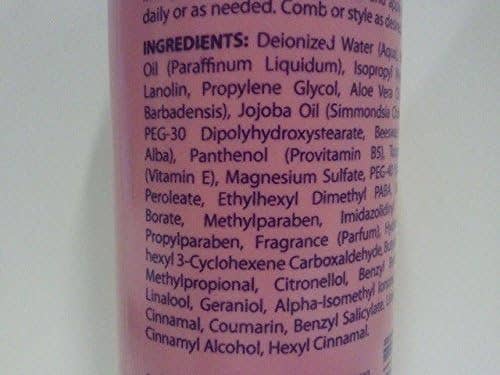 daily or as needed. Comb or style as
INGREDIENTS: Deionized Water (Aqua),
Oil (Paraffinum Liquidum), Isopropyl
Lanolin, Propylene Glycol, Aloe Vera
Barbadensis), Jojoba Oil (Simmondsia
PEG-30 Dipolyhydroxystearate,
Alba), Panthenol (Provitamin B5),
(Vitamin E), Magnesium Sulfate, PEG-40
Peroleate, Ethylhexyl Dimethyl PABA,
Borate, Methylparaben,
Propylparaben, Fragrance (Parfum),
hexyl 3-Cyclohexene Carboxaldehyde,
Methylpropional, Citronellol, Benzyl
Linalool, Geraniol, Alpha-Isomethyl
Cinnamal, Coumarin, Benzyl Salicylate,
Cinnamyl Alcohol, Hexyl Cinnamal.